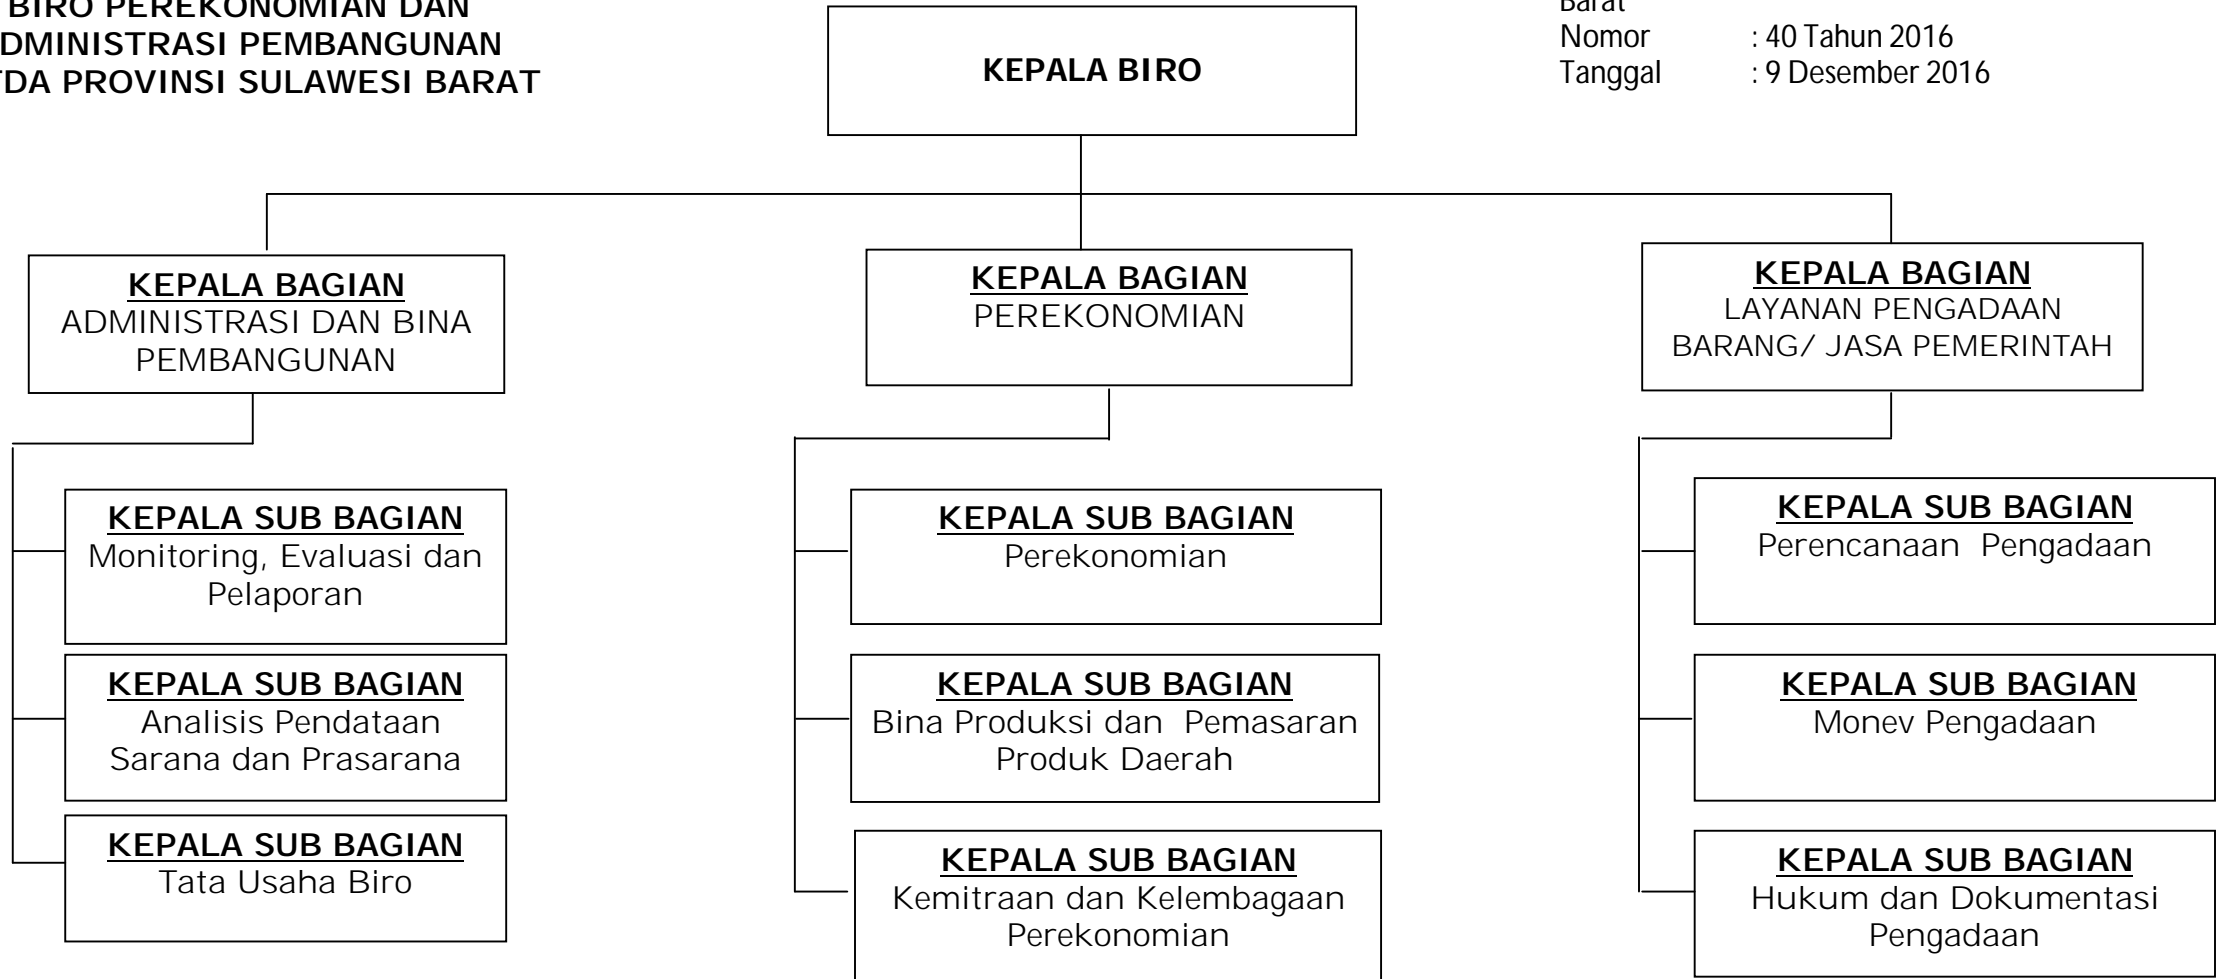 BIRO PEREKONOMIAN DAN
DMINISTRASI PEMBANGUNAN
TDA PROVINSI SULAWESI BARAT
Barat
Nomor : 40 Tahun 2016
Tanggal : 9 Desember 2016
KEPALA BIRO
KEPALA BAGIAN
ADMINISTRASI DAN BINA
PEMBANGUNAN
KEPALA BAGIAN
PEREKONOMIAN
KEPALA BAGIAN
LAYANAN PENGADAAN
BARANG/ JASA PEMERINTAH
KEPALA SUB BAGIAN
Monitoring, Evaluasi dan
Pelaporan
KEPALA SUB BAGIAN
Perekonomian
KEPALA SUB BAGIAN
Perencanaan Pengadaan
KEPALA SUB BAGIAN
Analisis Pendataan
Sarana dan Prasarana
KEPALA SUB BAGIAN
Bina Produksi dan Pemasaran
Produk Daerah
KEPALA SUB BAGIAN
Monev Pengadaan
KEPALA SUB BAGIAN
Tata Usaha Biro
KEPALA SUB BAGIAN
Kemitraan dan Kelembagaan
Perekonomian
KEPALA SUB BAGIAN
Hukum dan Dokumentasi
Pengadaan